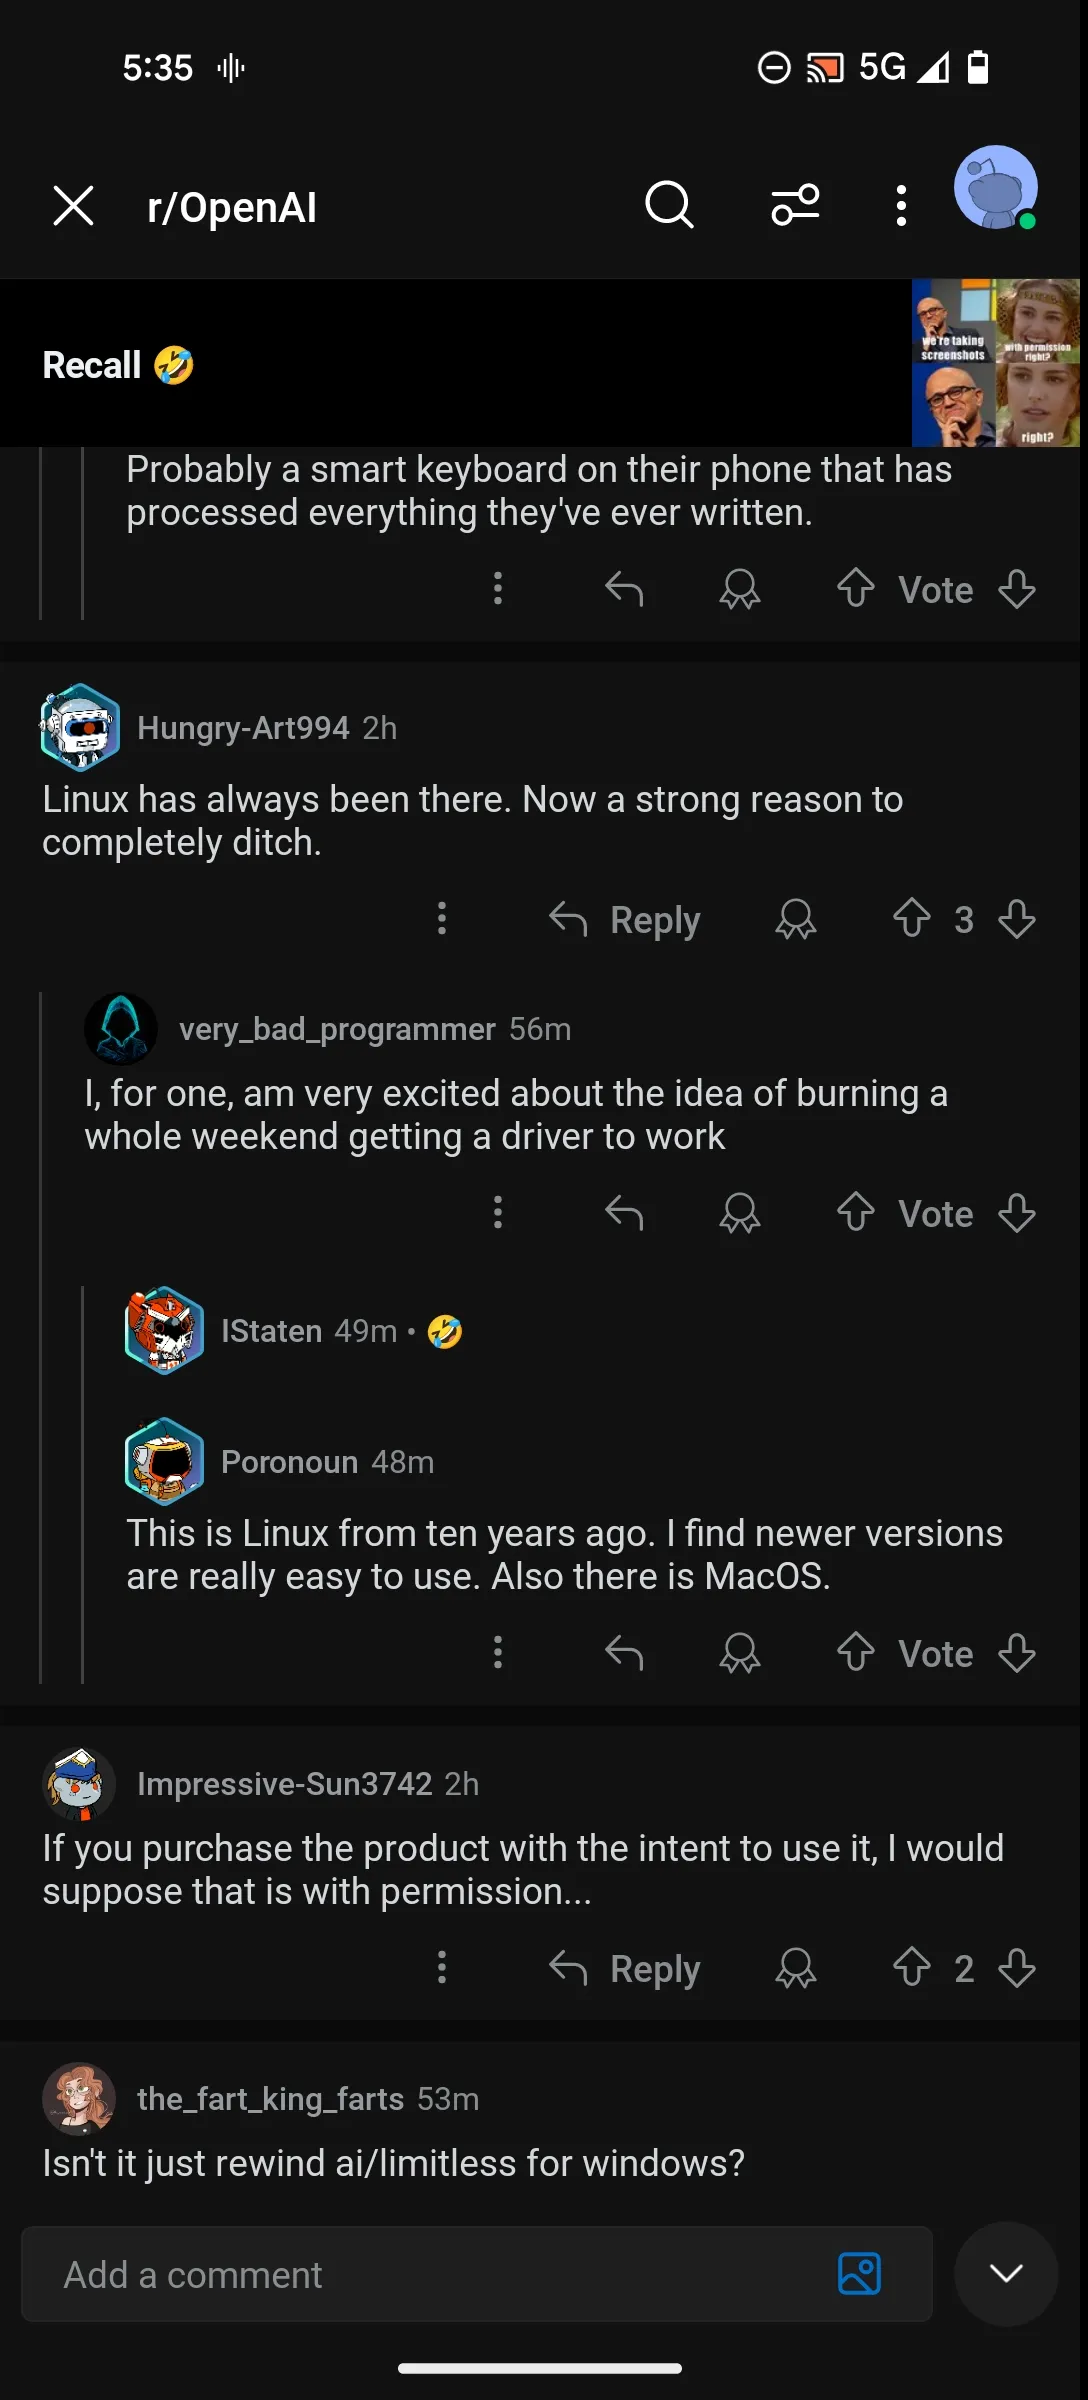 5:35
5G
r/OpenAI
Recall 🤣
we're taking
screenshots
with permission
right?
right?
Probably a smart keyboard on their phone that has
processed everything they've ever written.
Vote
Hungry-Art994 2h
Linux has always been there. Now a strong reason to
completely ditch.
Reply 3
very_bad_programmer 56m
I, for one, am very excited about the idea of burning a
whole weekend getting a driver to work
Vote
IStaten 49m • 🤣
Poronoun 48m
This is Linux from ten years ago. I find newer versions
are really easy to use. Also there is MacOS.
Vote
Impressive-Sun3742 2h
If you purchase the product with the intent to use it, I would
suppose that is with permission...
Reply 2
the_fart_king_farts 53m
Isn't it just rewind ai/limitless for windows?
Add a comment